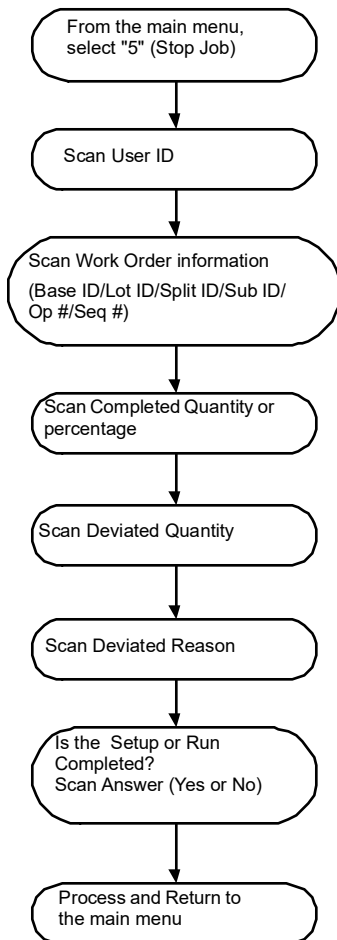 From the main menu,
select "5" (Stop Job)
Scan User ID
Scan Work Order information
(Base ID/Lot ID/Split ID/Sub ID/
Op #/Seq #)
Scan Completed Quantity or
percentage
Scan Deviated Quantity
Scan Deviated Reason
Is the Setup or Run
Completed?
Scan Answer (Yes or No)
Process and Return to
the main menu